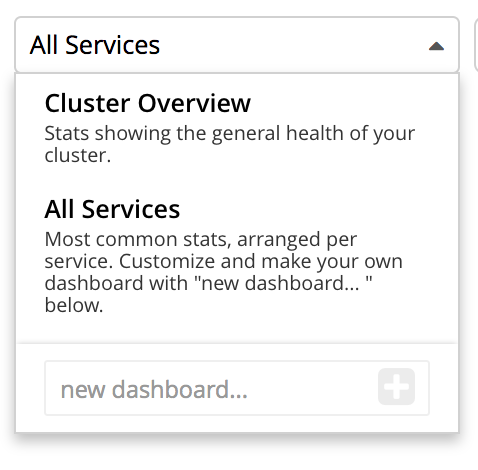 All Services
Cluster Overview
Stats showing the general health of your
cluster.
All Services
Most common stats, arranged per
service. Customize and make your own
dashboard with "new dashboard... "
below.
new dashboard...